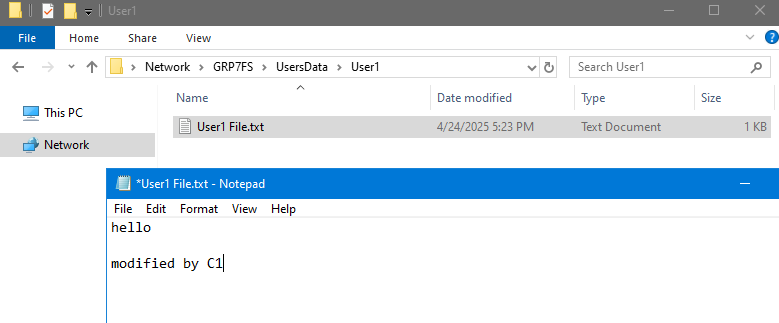 User1
File Home Share View
Network GRP7FS UsersData User1 Search User1
This PC
Network
Name Date modified Type Size
User1 File.txt 4/24/2025 5:23 PM Text Document 1 KB
*User1 File.txt - Notepad
File Edit Format View Help
hello
modified by C1